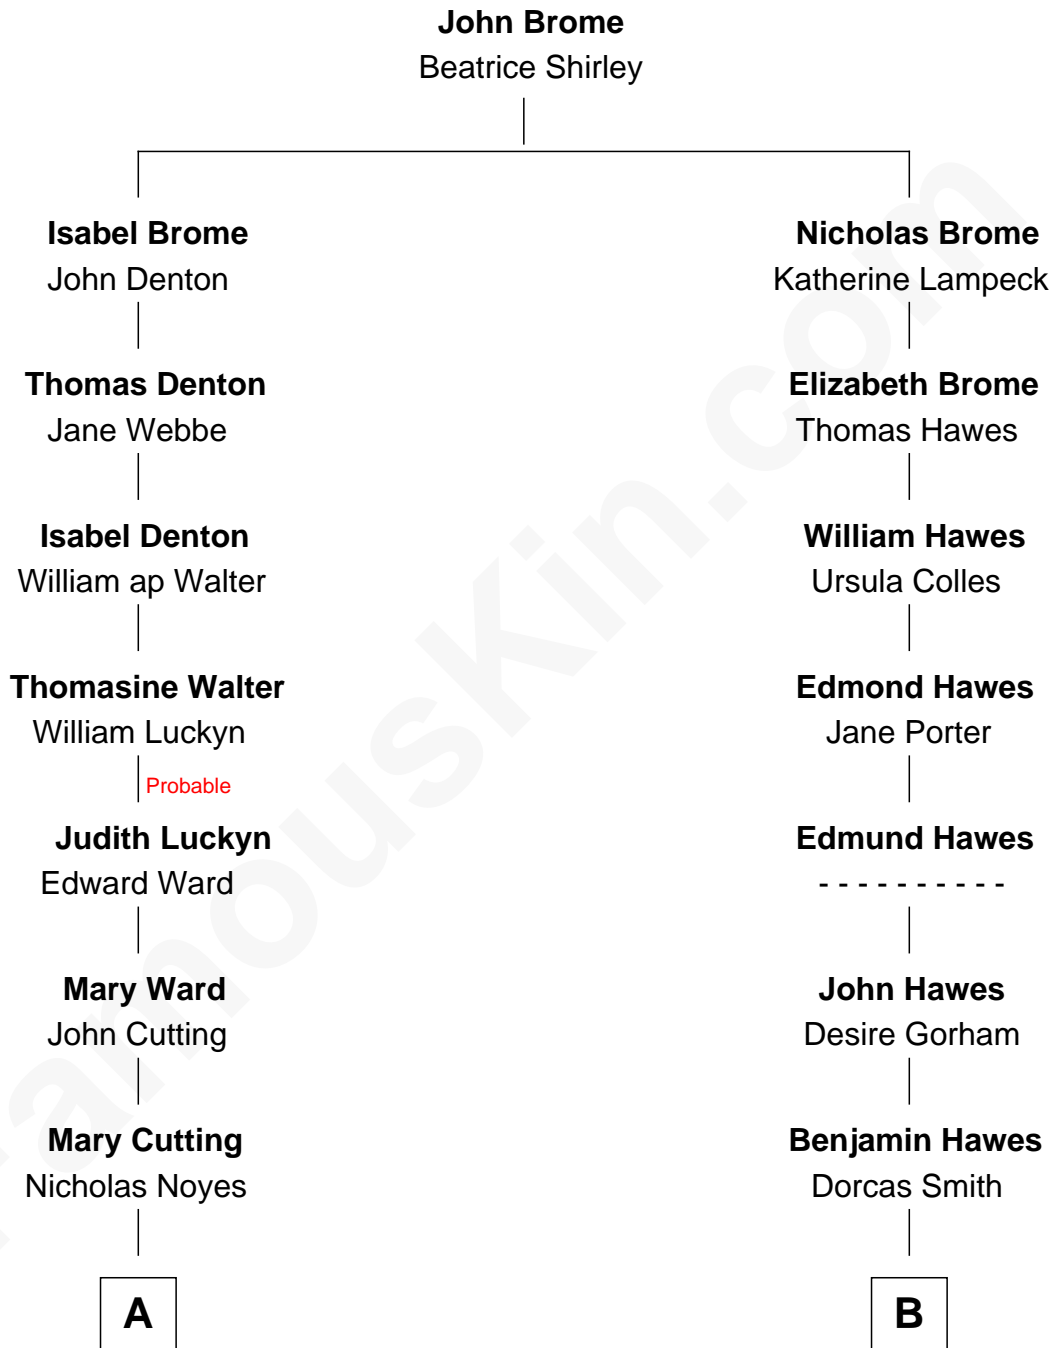 John Brome
Beatrice Shirley
Isabel Brome
John Denton
Nicholas Brome
Katherine Lampeck
Thomas Denton
Jane Webbe
Elizabeth Brome
Thomas Hawes
Isabel Denton
William ap Walter
William Hawes
Ursula Colles
Thomasine Walter
William Luckyn
Edmond Hawes
Jane Porter
Probable
Judith Luckyn
Edward Ward
Edmund Hawes
- - - - - - - - - -
Mary Ward
John Cutting
John Hawes
Desire Gorham
Mary Cutting
Nicholas Noyes
Benjamin Hawes
Dorcas Smith
A
B
FamousKin.com